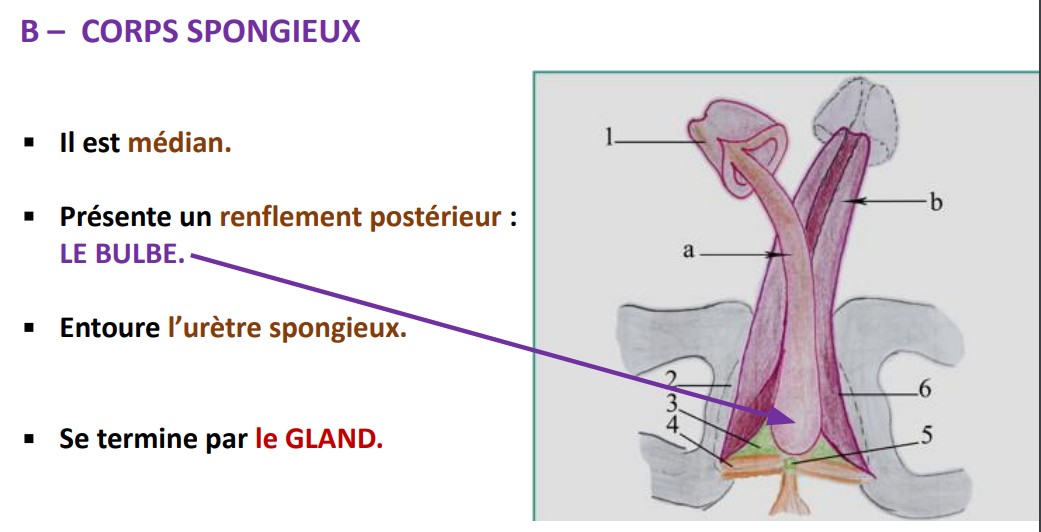 B – CORPS SPONGIEUX
▪ Il est médian.
▪ Présente un renflement postérieur :
LE BULBE.
▪ Entoure l’urètre spongieux.
▪ Se termine par le GLAND.
1
b
a
2
3
4
6
5